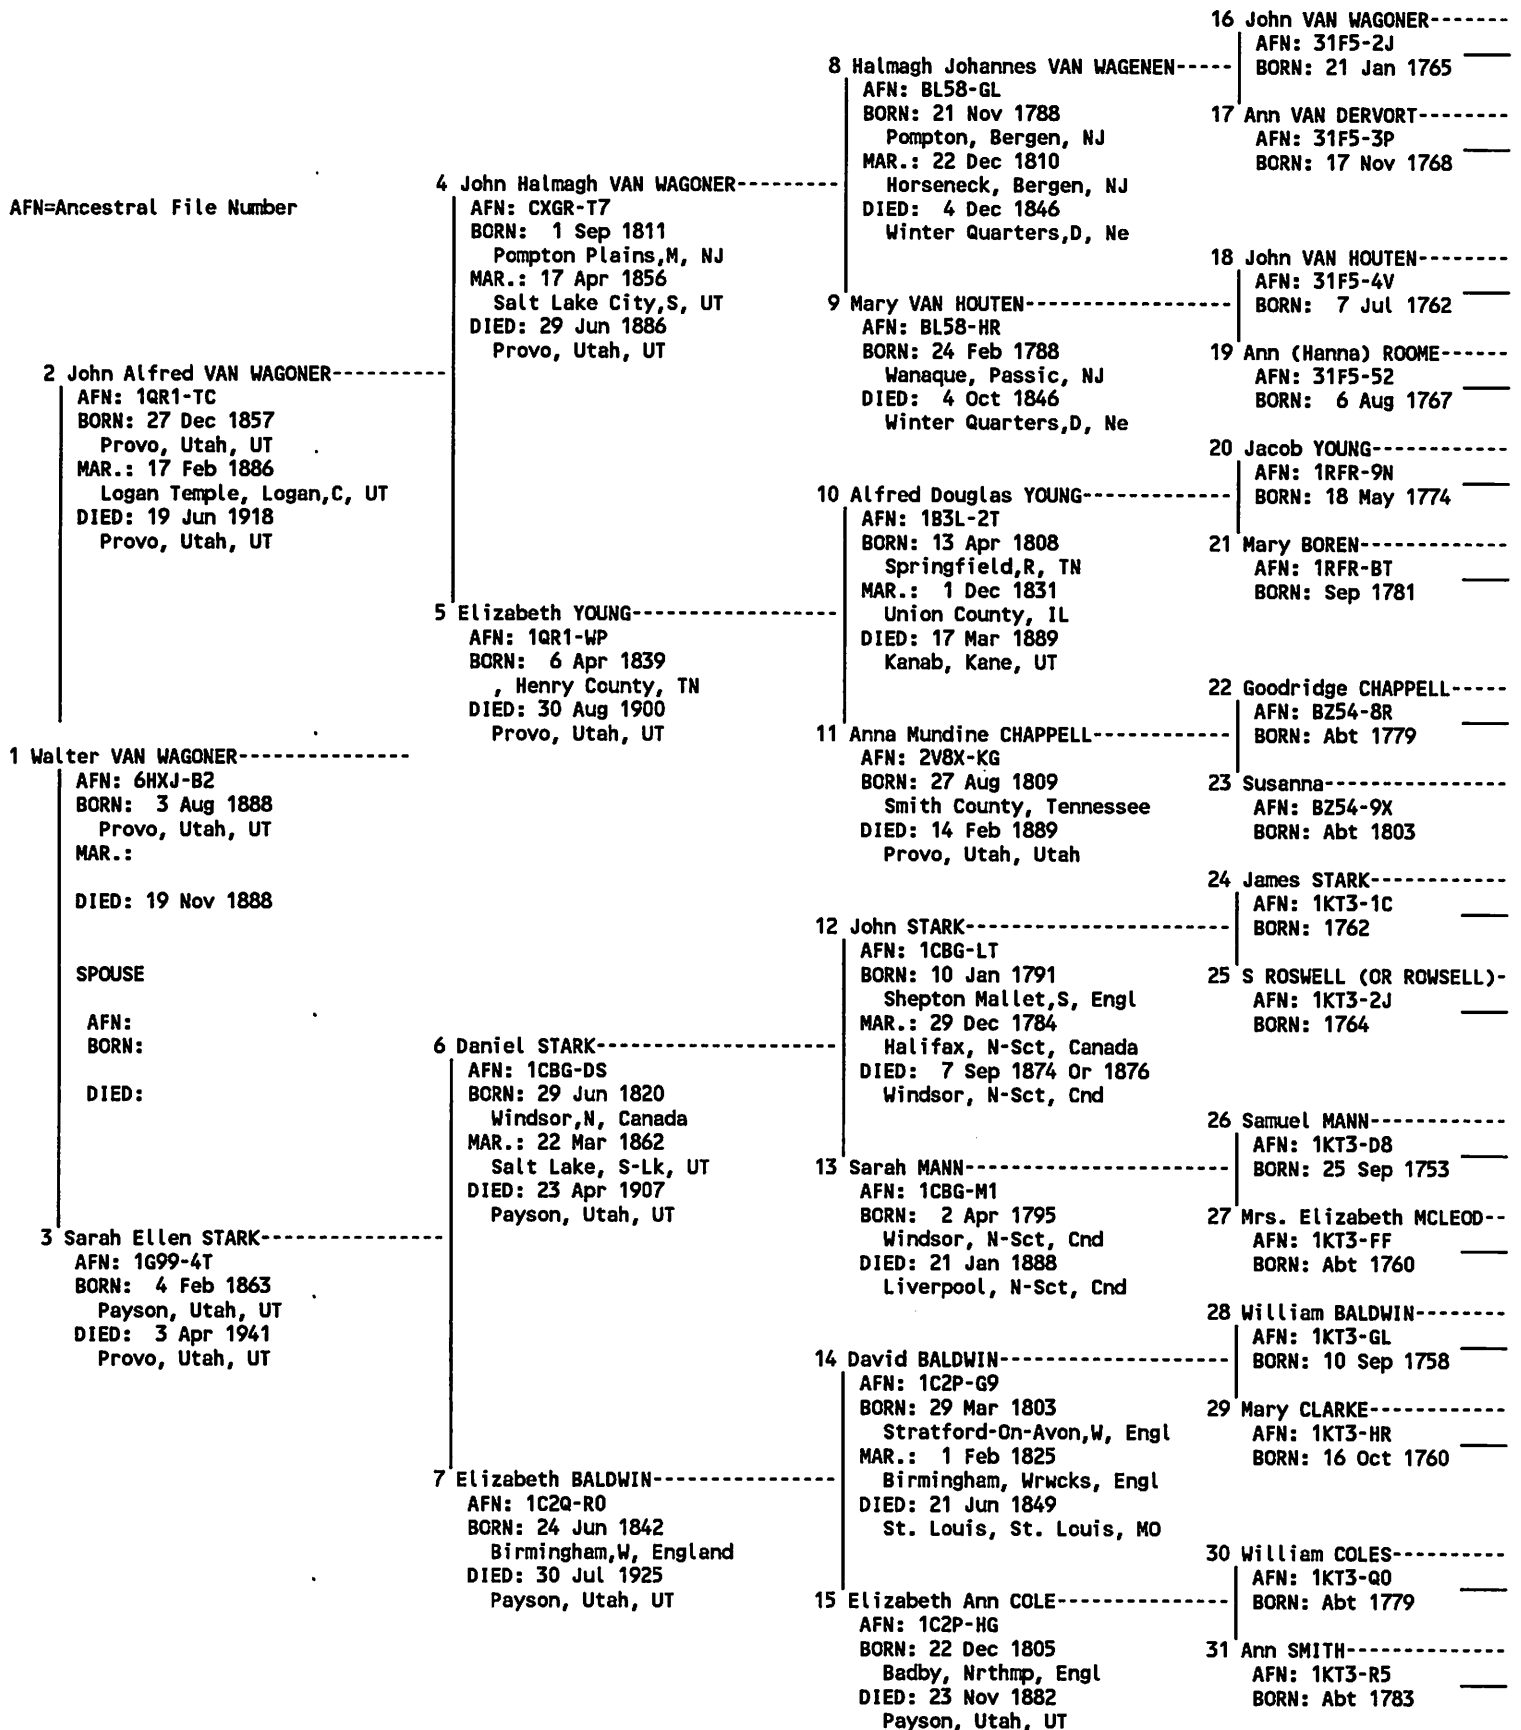 AFN=Ancestral File Number
1 Walter VAN WAGONER
AFN: 6HXJ-B2
BORN: 3 Aug 1888
Provo, Utah, UT
MAR.:
DIED: 19 Nov 1888
SPOUSE
AFN:
BORN:
DIED:
2 John Alfred VAN WAGONER
AFN: 1QR1-TC
BORN: 27 Dec 1857
Provo, Utah, UT
MAR.: 17 Feb 1886
Logan Temple, Logan,C, UT
DIED: 19 Jun 1918
Provo, Utah, UT
3 Sarah Ellen STARK
AFN: 1G99-4T
BORN: 4 Feb 1863
Payson, Utah, UT
DIED: 3 Apr 1941
Provo, Utah, UT
4 John Halmagh VAN WAGONER
AFN: CXGR-T7
BORN: 1 Sep 1811
Pompton Plains,M, NJ
MAR.: 17 Apr 1856
Salt Lake City,S, UT
DIED: 29 Jun 1886
Provo, Utah, UT
5 Elizabeth YOUNG
AFN: 1QR1-WP
BORN: 6 Apr 1839
, Henry County, TN
DIED: 30 Aug 1900
Provo, Utah, UT
6 Daniel STARK
AFN: 1CBG-DS
BORN: 29 Jun 1820
Windsor,N, Canada
MAR.: 22 Mar 1862
Salt Lake, S-Lk, UT
DIED: 23 Apr 1907
Payson, Utah, UT
7 Elizabeth BALDWIN
AFN: 1C2Q-R0
BORN: 24 Jun 1842
Birmingham,W, England
DIED: 30 Jul 1925
Payson, Utah, UT
8 Halmagh Johannes VAN WAGENEN
AFN: BL58-GL
BORN: 21 Nov 1788
Pompton, Bergen, NJ
MAR.: 22 Dec 1810
Horseneck, Bergen, NJ
DIED: 4 Dec 1846
Winter Quarters,D, Ne
9 Mary VAN HOUTEN
AFN: BL58-HR
BORN: 24 Feb 1788
Wanaque, Passic, NJ
DIED: 4 Oct 1846
Winter Quarters,D, Ne
10 Alfred Douglas YOUNG
AFN: 1B3L-2T
BORN: 13 Apr 1808
Springfield,R, TN
MAR.: 1 Dec 1831
Union County, IL
DIED: 17 Mar 1889
Kanab, Kane, UT
11 Anna Mundine CHAPPELL
AFN: 2V8X-KG
BORN: 27 Aug 1809
Smith County, Tennessee
DIED: 14 Feb 1889
Provo, Utah, Utah
12 John STARK
AFN: 1CBG-LT
BORN: 10 Jan 1791
Shepton Mallet,S, Engl
MAR.: 29 Dec 1784
Halifax, N-Sct, Canada
DIED: 7 Sep 1874 Or 1876
Windsor, N-Sct, Cnd
13 Sarah MANN
AFN: 1CBG-M1
BORN: 2 Apr 1795
Windsor, N-Sct, Cnd
DIED: 21 Jan 1888
Liverpool, N-Sct, Cnd
14 David BALDWIN
AFN: 1C2P-G9
BORN: 29 Mar 1803
Stratford-On-Avon,W, Engl
MAR.: 1 Feb 1825
Birmingham, Wrwcks, Engl
DIED: 21 Jun 1849
St. Louis, St. Louis, MO
15 Elizabeth Ann COLE
AFN: 1C2P-HG
BORN: 22 Dec 1805
Badby, Nrthmp, Engl
DIED: 23 Nov 1882
Payson, Utah, UT
16 John VAN WAGONER
AFN: 31F5-2J
BORN: 21 Jan 1765
17 Ann VAN DERVORT
AFN: 31F5-3P
BORN: 17 Nov 1768
18 John VAN HOUTEN
AFN: 31F5-4V
BORN: 7 Jul 1762
19 Ann (Hanna) ROOME
AFN: 31F5-52
BORN: 6 Aug 1767
20 Jacob YOUNG
AFN: 1RFR-9N
BORN: 18 May 1774
21 Mary BOREN
AFN: 1RFR-BT
BORN: Sep 1781
22 Goodridge CHAPPELL
AFN: BZ54-8R
BORN: Abt 1779
23 Susanna
AFN: BZ54-9X
BORN: Abt 1803
24 James STARK
AFN: 1KT3-1C
BORN: 1762
25 S ROSWELL (OR ROWSELL)
AFN: 1KT3-2J
BORN: 1764
26 Samuel MANN
AFN: 1KT3-D8
BORN: 25 Sep 1753
27 Mrs. Elizabeth MCLEOD
AFN: 1KT3-FF
BORN: Abt 1760
28 William BALDWIN
AFN: 1KT3-GL
BORN: 10 Sep 1758
29 Mary CLARKE
AFN: 1KT3-HR
BORN: 16 Oct 1760
30 William COLES
AFN: 1KT3-Q0
BORN: Abt 1779
31 Ann SMITH
AFN: 1KT3-R5
BORN: Abt 1783